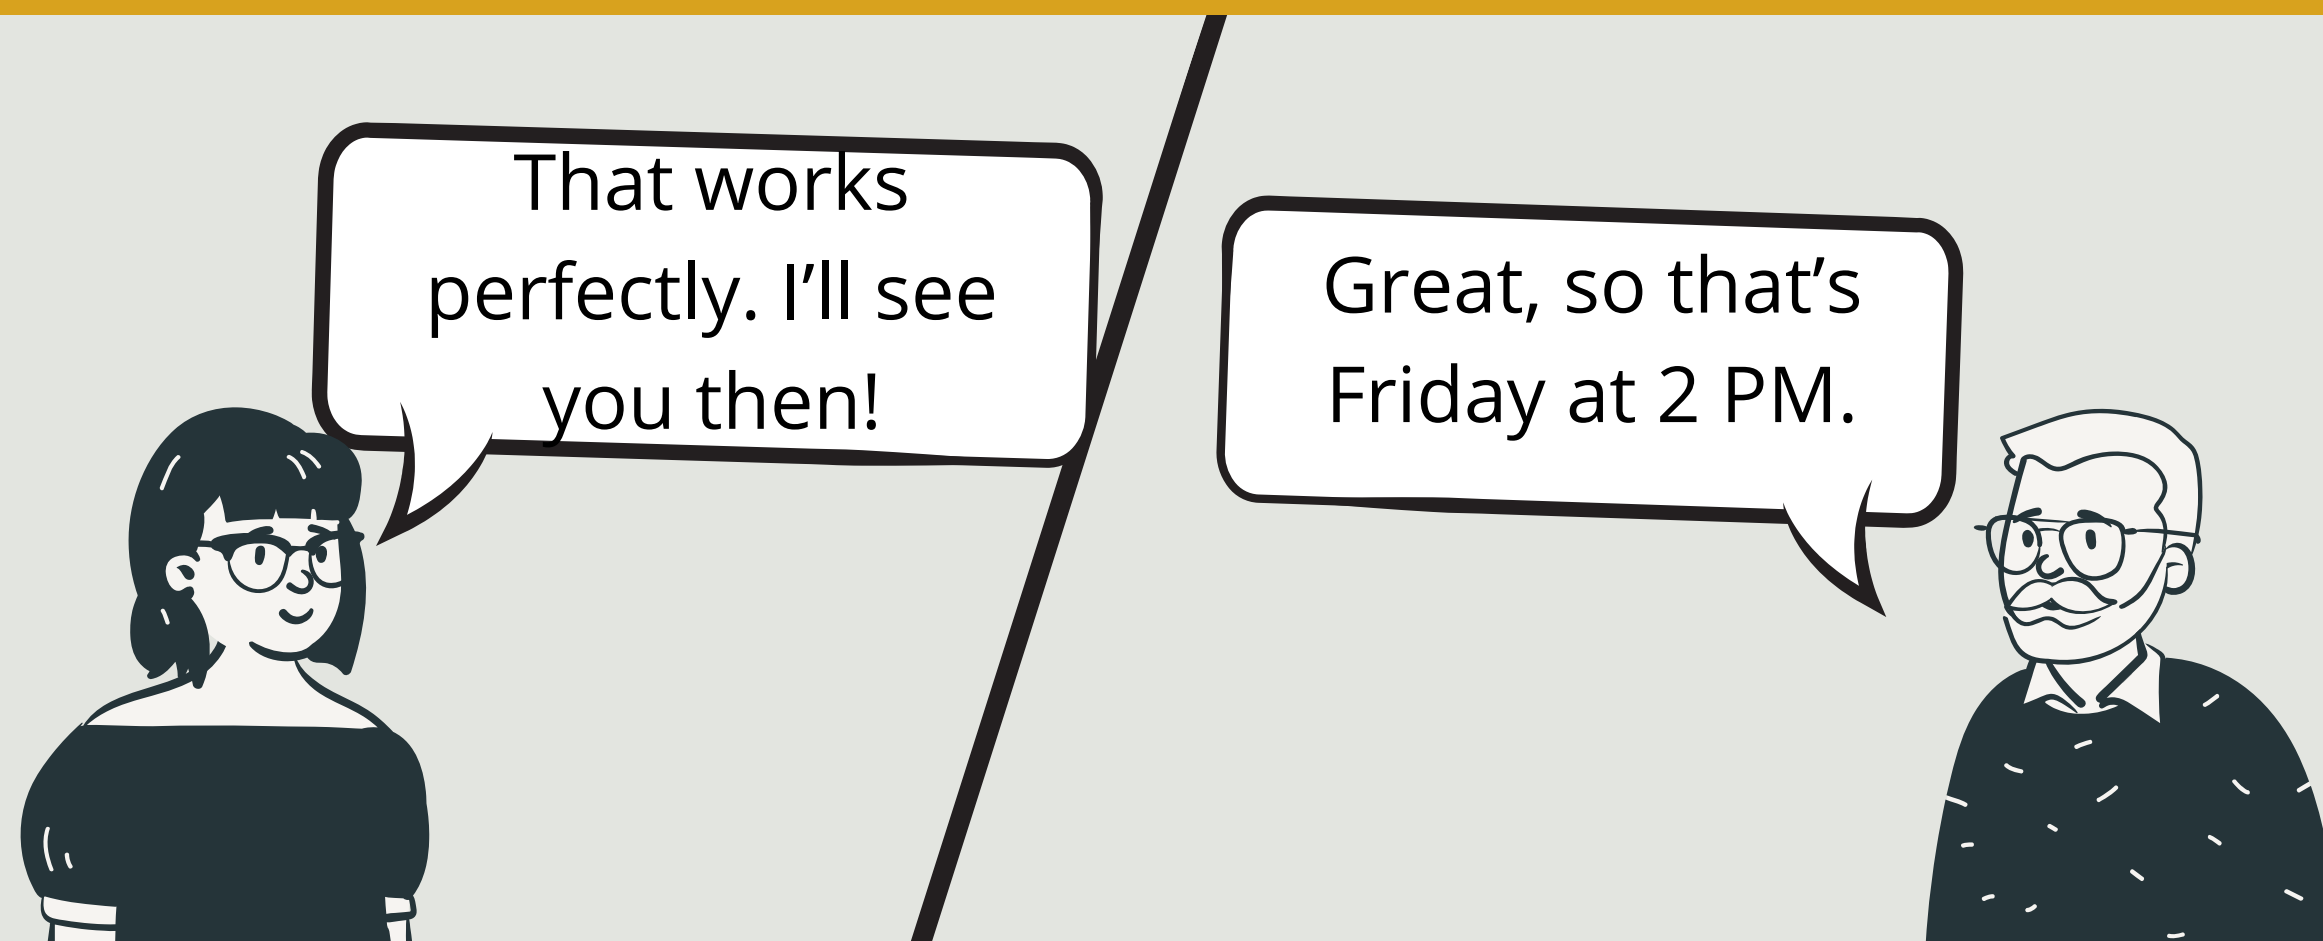 That works
perfectly. I’ll see
you then!
Great, so that’s
Friday at 2 PM.